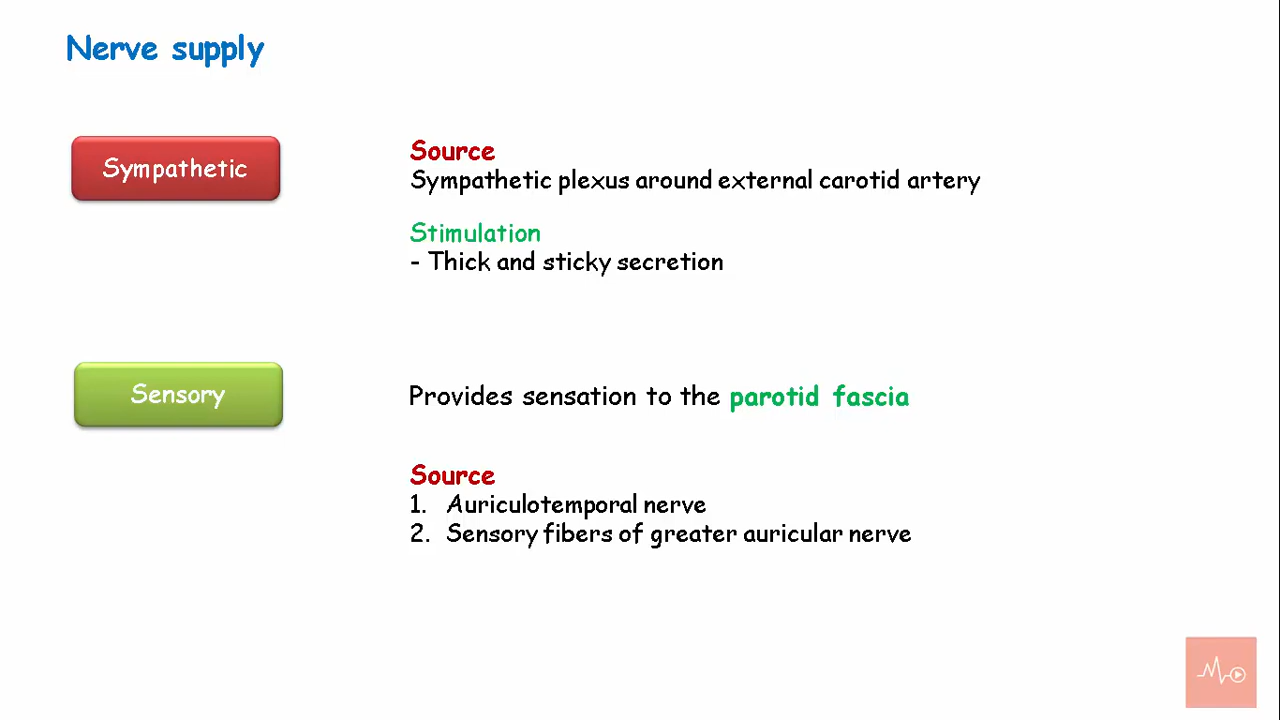 Nerve supply
Sympathetic
Source
Sympathetic plexus around external carotid artery
Stimulation
- Thick and sticky secretion
Sensory
Provides sensation to the parotid fascia
Source
1. Auriculotemporal nerve
2. Sensory fibers of greater auricular nerve